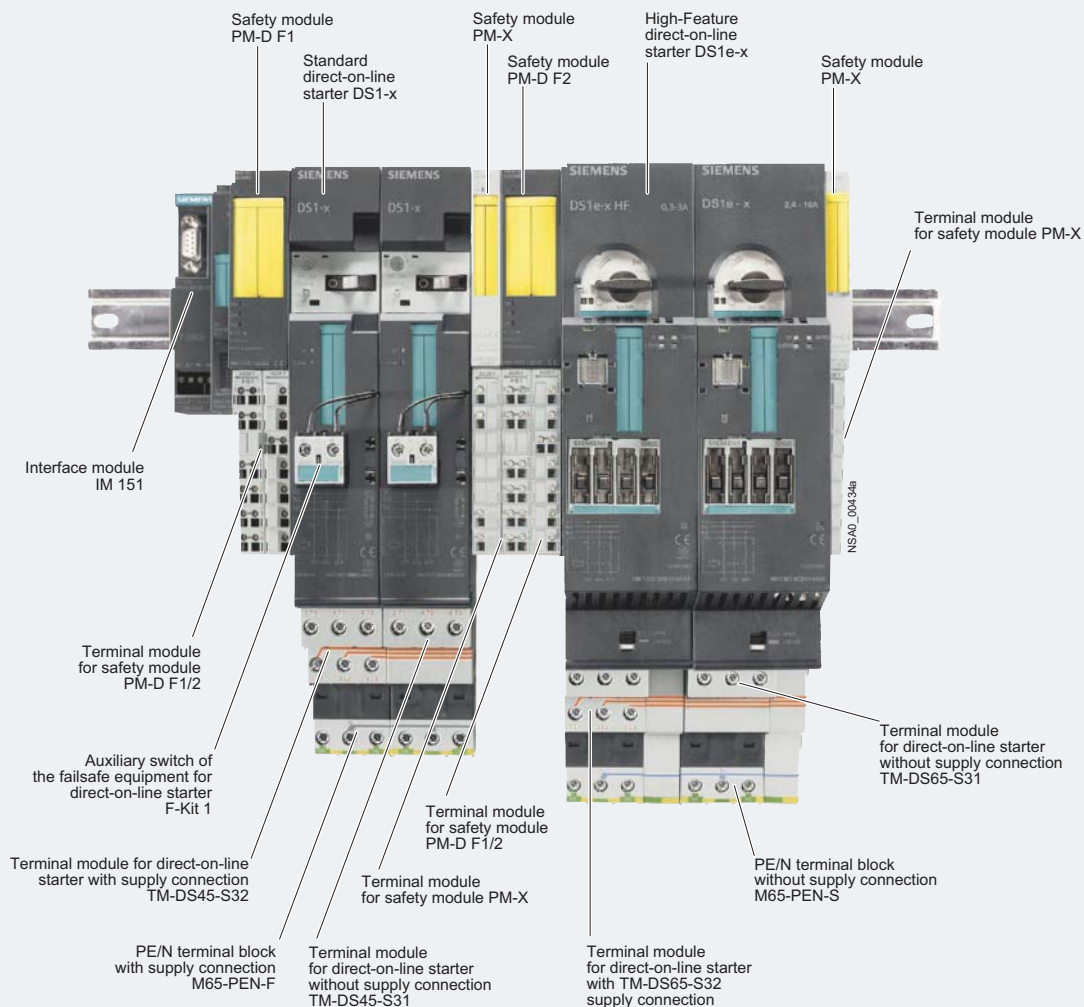 Safety module
PM-D F1
Standard
direct-on-line
starter DS1-x
Safety module
PM-X
Safety module
PM-D F2
High-Feature
direct-on-line
starter DS1e-x
Safety module
PM-X
Terminal module
for safety module PM-X
SIEMENS
SIEMENS
SIEMENS
SIEMENS
SIEMENS
DS1-x
DS1-x
DS1e-x HF
0,3-3A
DS1e - x
2,4 - 16A
Interface module
IM 151
NSA0_00434a
Terminal module
for safety module
PM-D F1/2
Auxiliary switch of
the failsafe equipment for
direct-on-line starter
F-Kit 1
Terminal module for direct-on-line
starter with supply connection
TM-DS45-S32
PE/N terminal block
with supply connection
M65-PEN-F
Terminal module
for direct-on-line starter
without supply connection
TM-DS45-S31
Terminal module
for safety module PM-X
Terminal module
for safety module
PM-D F1/2
Terminal module
for direct-on-line starter
with TM-DS65-S32
supply connection
PE/N terminal block
without supply connection
M65-PEN-S
Terminal module
for direct-on-line starter
without supply connection
TM-DS65-S31